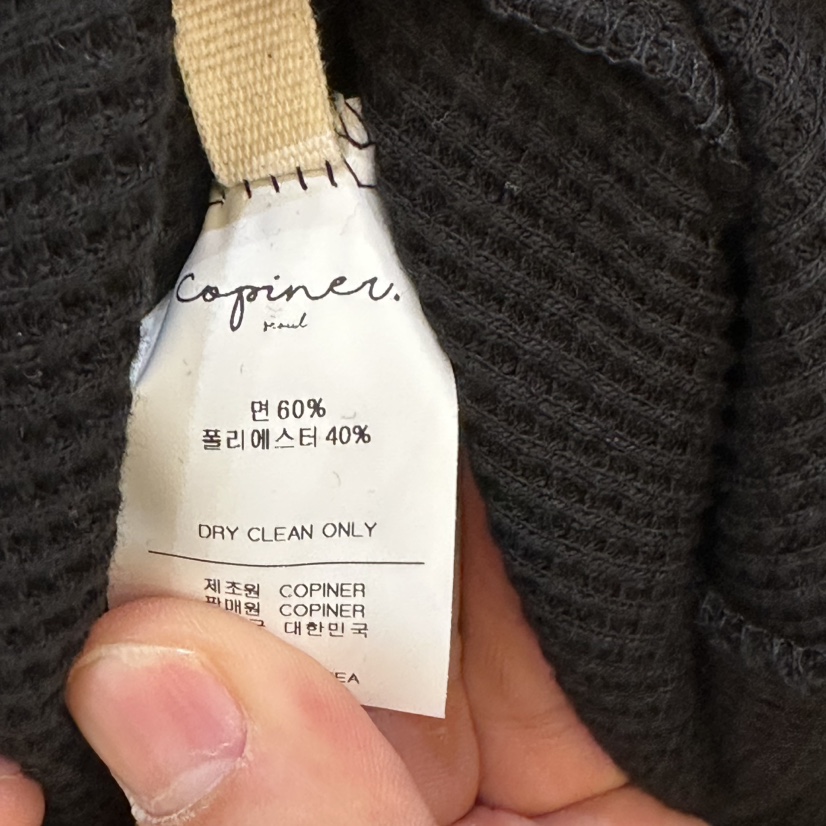 copiner.
seoul
면 60%
폴리에스터 40%
DRY CLEAN ONLY
제조원 COPINER
판매원 COPINER
대한민국